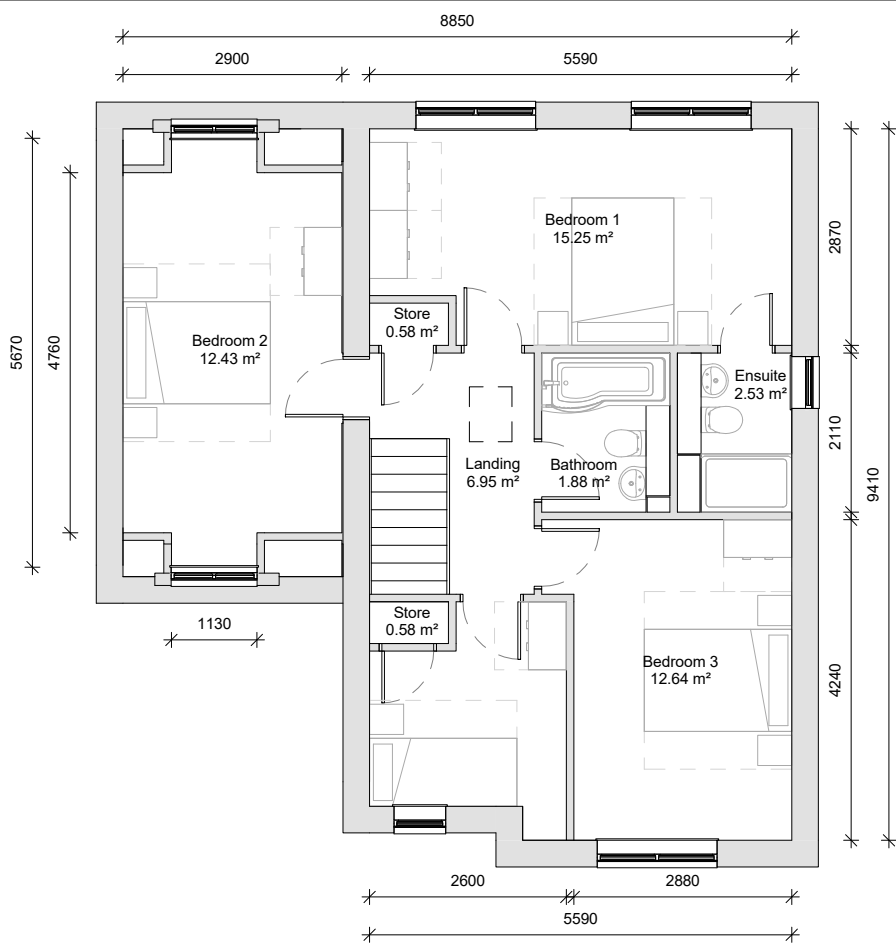 8850
2900
5590
Bedroom 1
15.25 m²
2870
Store
0.58 m²
Bedroom 2
12.43 m²
5670
4760
Ensuite
2.53 m²
2110
Landing
6.95 m²
Bathroom
1.88 m²
9410
Store
0.58 m²
1130
Bedroom 3
12.64 m²
4240
2600
2880
5590